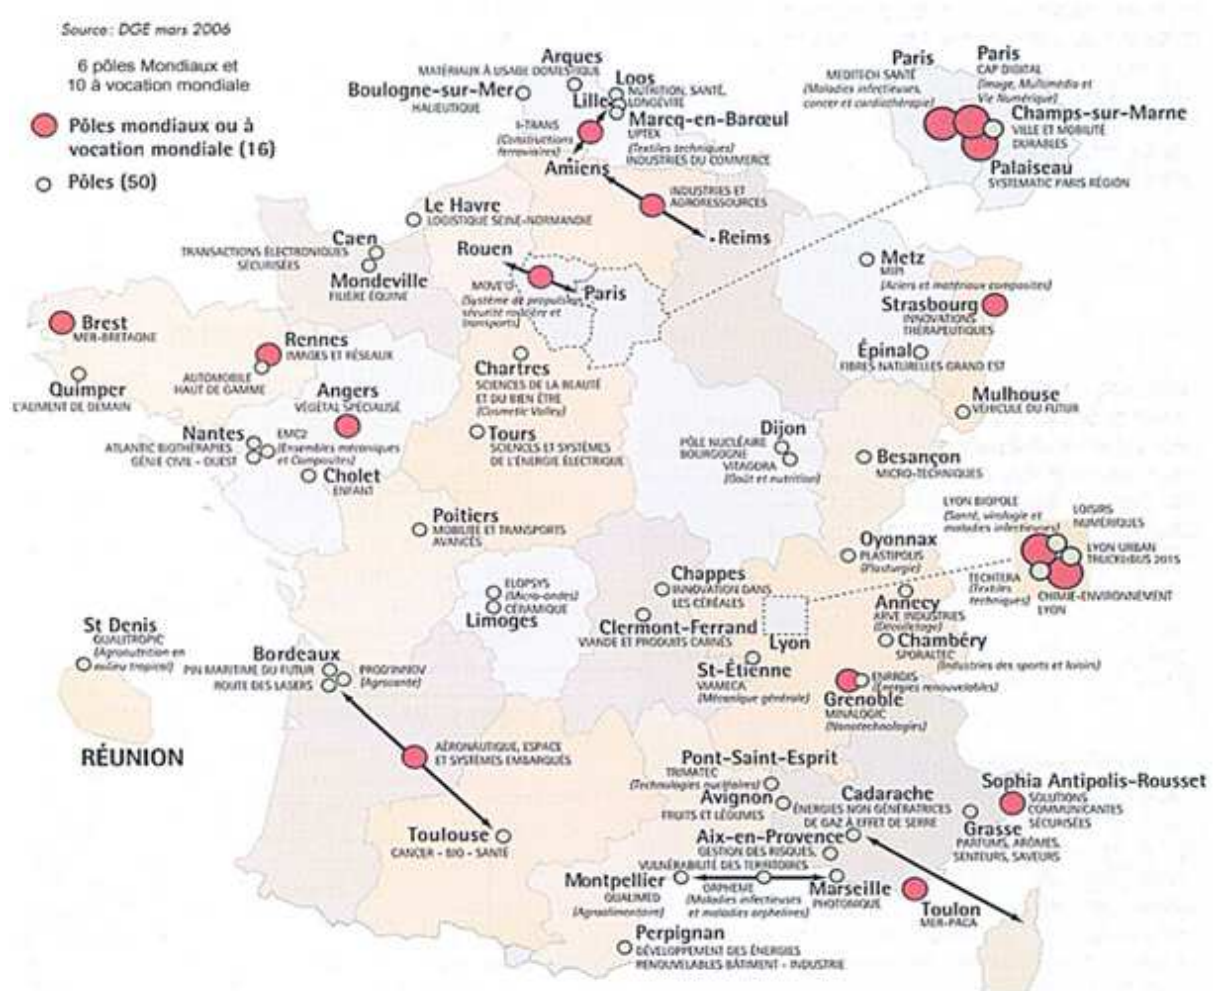 Source : DGE mars 2006
6 pôles Mondiaux et
10 à vocation mondiale
Pôles mondiaux ou à
vocation mondiale (16)
Pôles (50)
Arques
MATÉRIAUX À USAGE DOMESTIQUE
Boulogne-sur-Mer
HALIEUTIQUE
Loos
NUTRITION, SANTÉ,
LONGÉVITÉ
Lille
Marcq-en-Barœul
UPTEX
(Textiles techniques)
INDUSTRIES DU COMMERCE
I-TRANS
(Constructions
ferroviaires)
Amiens
INDUSTRIES ET
AGRORESSOURCES
Reims
Paris
MEDITECH SANTÉ
(Maladies infectieuses,
cancer et cardiothérapie)
Paris
CAP DIGITAL
(Image, Multimédia et
Vie Numérique)
Champs-sur-Marne
VILLE ET MOBILITÉ
DURABLES
Palaiseau
SYSTEMATIC PARIS RÉGION
Le Havre
LOGISTIQUE SEINE-NORMANDIE
Caen
TRANSACTIONS ÉLECTRONIQUES
SÉCURISÉES
Mondeville
FILIÈRE ÉQUINE
Rouen
MOVE'O
(Système de propulsion,
sécurité routière et
transports)
Paris
Metz
MIPI
(Aciers et matériaux composites)
Strasbourg
INNOVATIONS
THÉRAPEUTIQUES
Épinal
FIBRES NATURELLES GRAND EST
Mulhouse
VÉHICULE DU FUTUR
Brest
MER-BRETAGNE
Rennes
IMAGES ET RÉSEAUX
AUTOMOBILE
HAUT DE GAMME
Quimper
L'ALIMENT DE DEMAIN
Angers
VÉGÉTAL SPÉCIALISÉ
Nantes
ATLANTIC BIOTHÉRAPIES
GÉNIE CIVIL - OUEST
EMC2
(Ensembles mécaniques
et Composites)
Cholet
ENFANT
Chartres
SCIENCES DE LA BEAUTÉ
ET DU BIEN ÊTRE
(Cosmetic Valley)
Tours
SCIENCES ET SYSTÈMES
DE L'ÉNERGIE ÉLECTRIQUE
Dijon
PÔLE NUCLÉAIRE
BOURGOGNE
VITAGORA
(Goût et nutrition)
Besançon
MICRO-TECHNIQUES
Poitiers
MOBILITÉ ET TRANSPORTS
AVANCÉS
LYON BIOPOLE
(Santé, virologie et
maladies infectieuses)
LOISIRS
NUMÉRIQUES
LYON URBAN
TRUCK&BUS 2015
TECHTERA
(Textiles
techniques)
CHIMIE-ENVIRONNEMENT
LYON
Oyonnax
PLASTIPOLIS
(Plasturgie)
ELOPSYS
(Micro-ondes)
CÉRAMIQUE
Limoges
Chappes
INNOVATION DANS
LES CÉRÉALES
Clermont-Ferrand
VIANDE ET PRODUITS CARNÉS
Annecy
ARVE INDUSTRIES
(Décolletage)
Chambéry
SPORALTEC
(Industries des sports et loisirs)
Lyon
St-Étienne
VIAMECA
(Mécanique générale)
ENRRDIS
(Énergies renouvelables)
Grenoble
MINALOGIC
(Nanotechnologies)
St Denis
QUALITROPIC
(Agronutrition en
milieu tropical)
RÉUNION
Bordeaux
PIN MARITIME DU FUTUR
ROUTE DES LASERS
PROD'INNOV
(Agrosanté)
AÉRONAUTIQUE, ESPACE
ET SYSTÈMES EMBARQUÉS
Toulouse
CANCER - BIO - SANTÉ
Pont-Saint-Esprit
TRIMATEC
(Technologies nucléaires)
Avignon
FRUITS ET LÉGUMES
Cadarache
ÉNERGIES NON GÉNÉRATRICES
DE GAZ À EFFET DE SERRE
Sophia Antipolis-Rousset
SOLUTIONS
COMMUNICANTES
SÉCURISÉES
Grasse
PARFUMS, ARÔMES,
SENTEURS, SAVEURS
Aix-en-Provence
GESTION DES RISQUES,
VULNÉRABILITÉ DES TERRITOIRES
Montpellier
QUALIMED
(Agroalimentaire)
ORPHEME
(Maladies infectieuses
et maladies orphelines)
Marseille
PHOTONIQUE
Toulon
MER-PACA
Perpignan
DÉVELOPPEMENT DES ÉNERGIES
RENOUVELABLES BÂTIMENT - INDUSTRIE